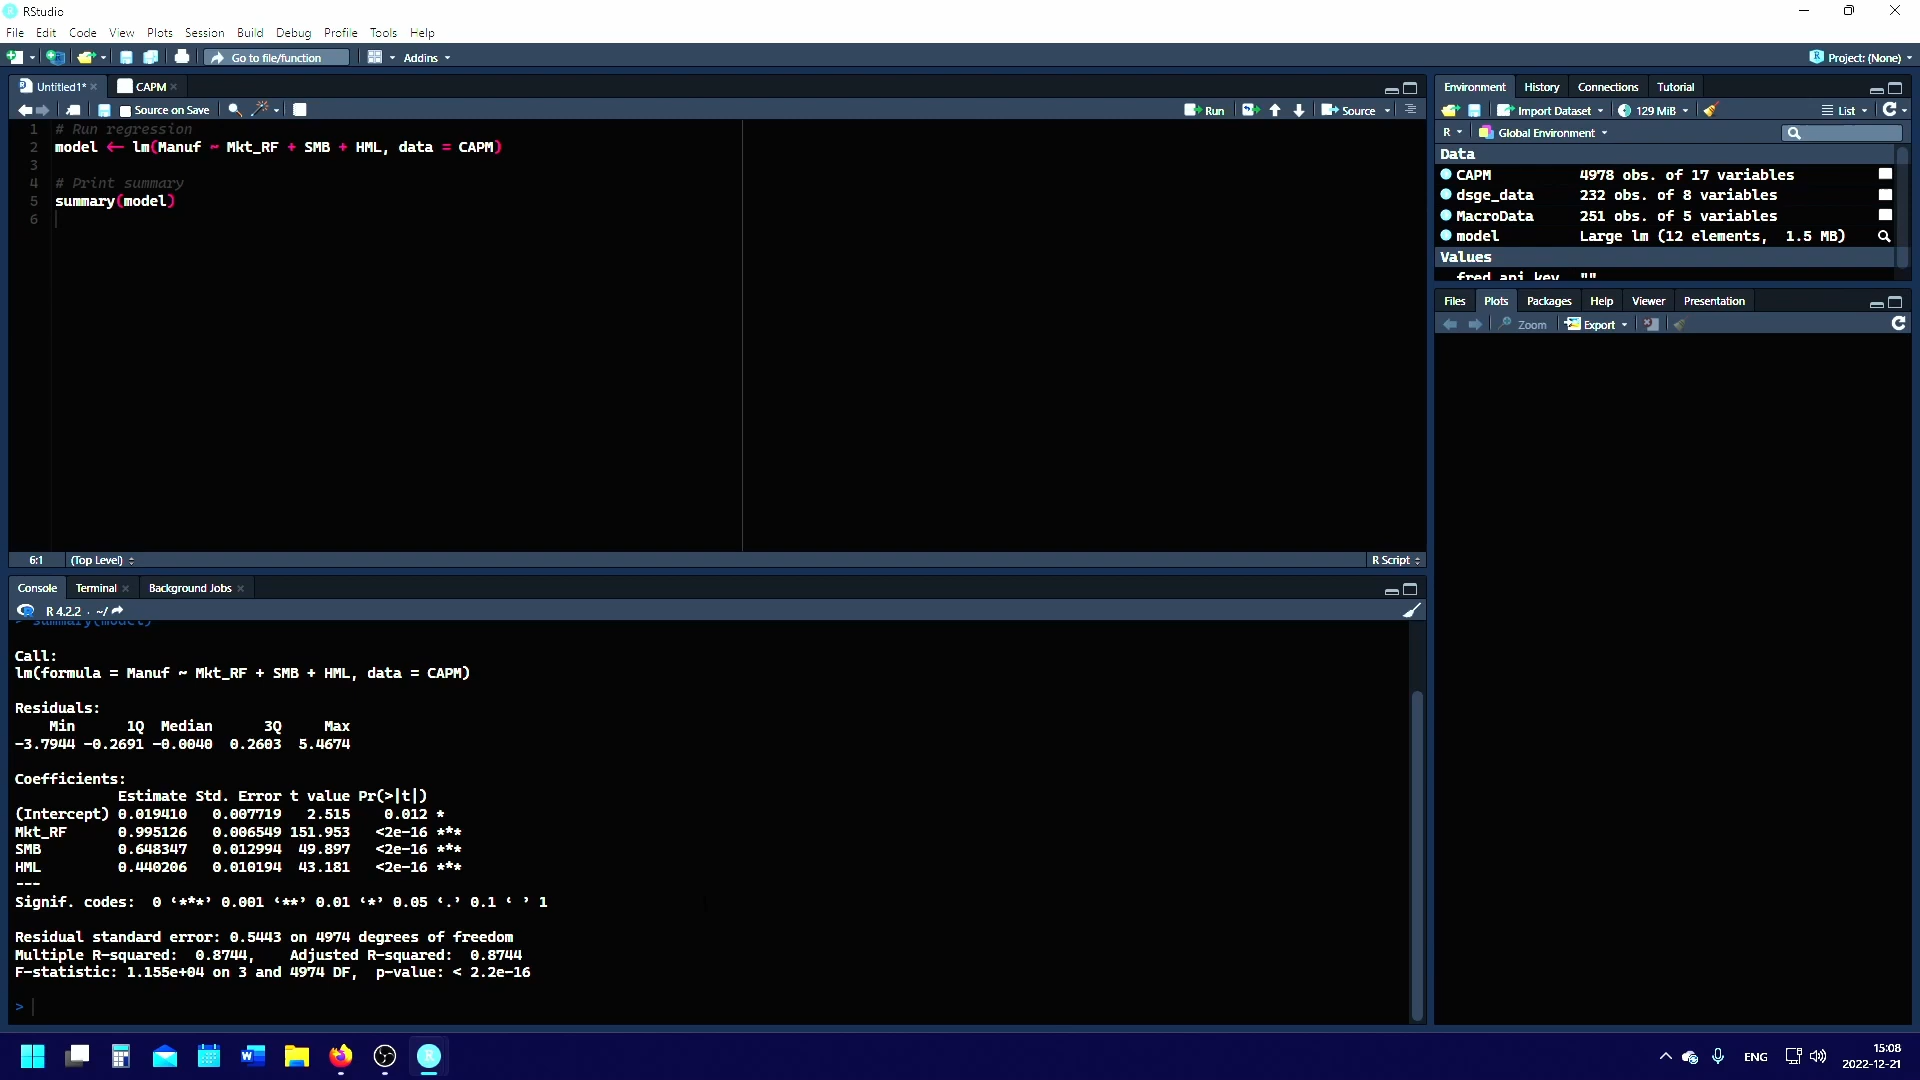 RStudio
File Edit Code View Plots Session Build Debug Profile Tools Help
Go to file/function Addins Project: (None)
Untitled1* CAPM
Source on Save Run Source
1 # Run regression
2 model <- lm(Manuf ~ Mkt_RF + SMB + HML, data = CAPM)
3
4 # Print summary
5 summary(model)
6
6:1 (Top Level) R Script
Console Terminal Background Jobs
R 4.2.2 · ~/
> summary(model)
Call:
lm(formula = Manuf ~ Mkt_RF + SMB + HML, data = CAPM)
Residuals:
Min 1Q Median 3Q Max
-3.7944 -0.2691 -0.0040 0.2603 5.4674
Coefficients:
Estimate Std. Error t value Pr(>|t|)
(Intercept) 0.019410 0.007719 2.515 0.012 *
Mkt_RF 0.995126 0.006549 151.953 <2e-16 ***
SMB 0.648347 0.012994 49.897 <2e-16 ***
HML 0.440206 0.010194 43.181 <2e-16 ***
---
Signif. codes: 0 ‘***’ 0.001 ‘**’ 0.01 ‘*’ 0.05 ‘.’ 0.1 ‘ ’ 1
Residual standard error: 0.5443 on 4974 degrees of freedom
Multiple R-squared: 0.8744, Adjusted R-squared: 0.8744
F-statistic: 1.155e+04 on 3 and 4974 DF, p-value: < 2.2e-16
>
Environment History Connections Tutorial
Import Dataset 129 MiB List
R Global Environment
Data
CAPM 4978 obs. of 17 variables
dsge_data 232 obs. of 8 variables
MacroData 251 obs. of 5 variables
model Large lm (12 elements, 1.5 MB)
Values
fred_api_key ""
Files Plots Packages Help Viewer Presentation
Zoom Export
ENG
15:08
2022-12-21